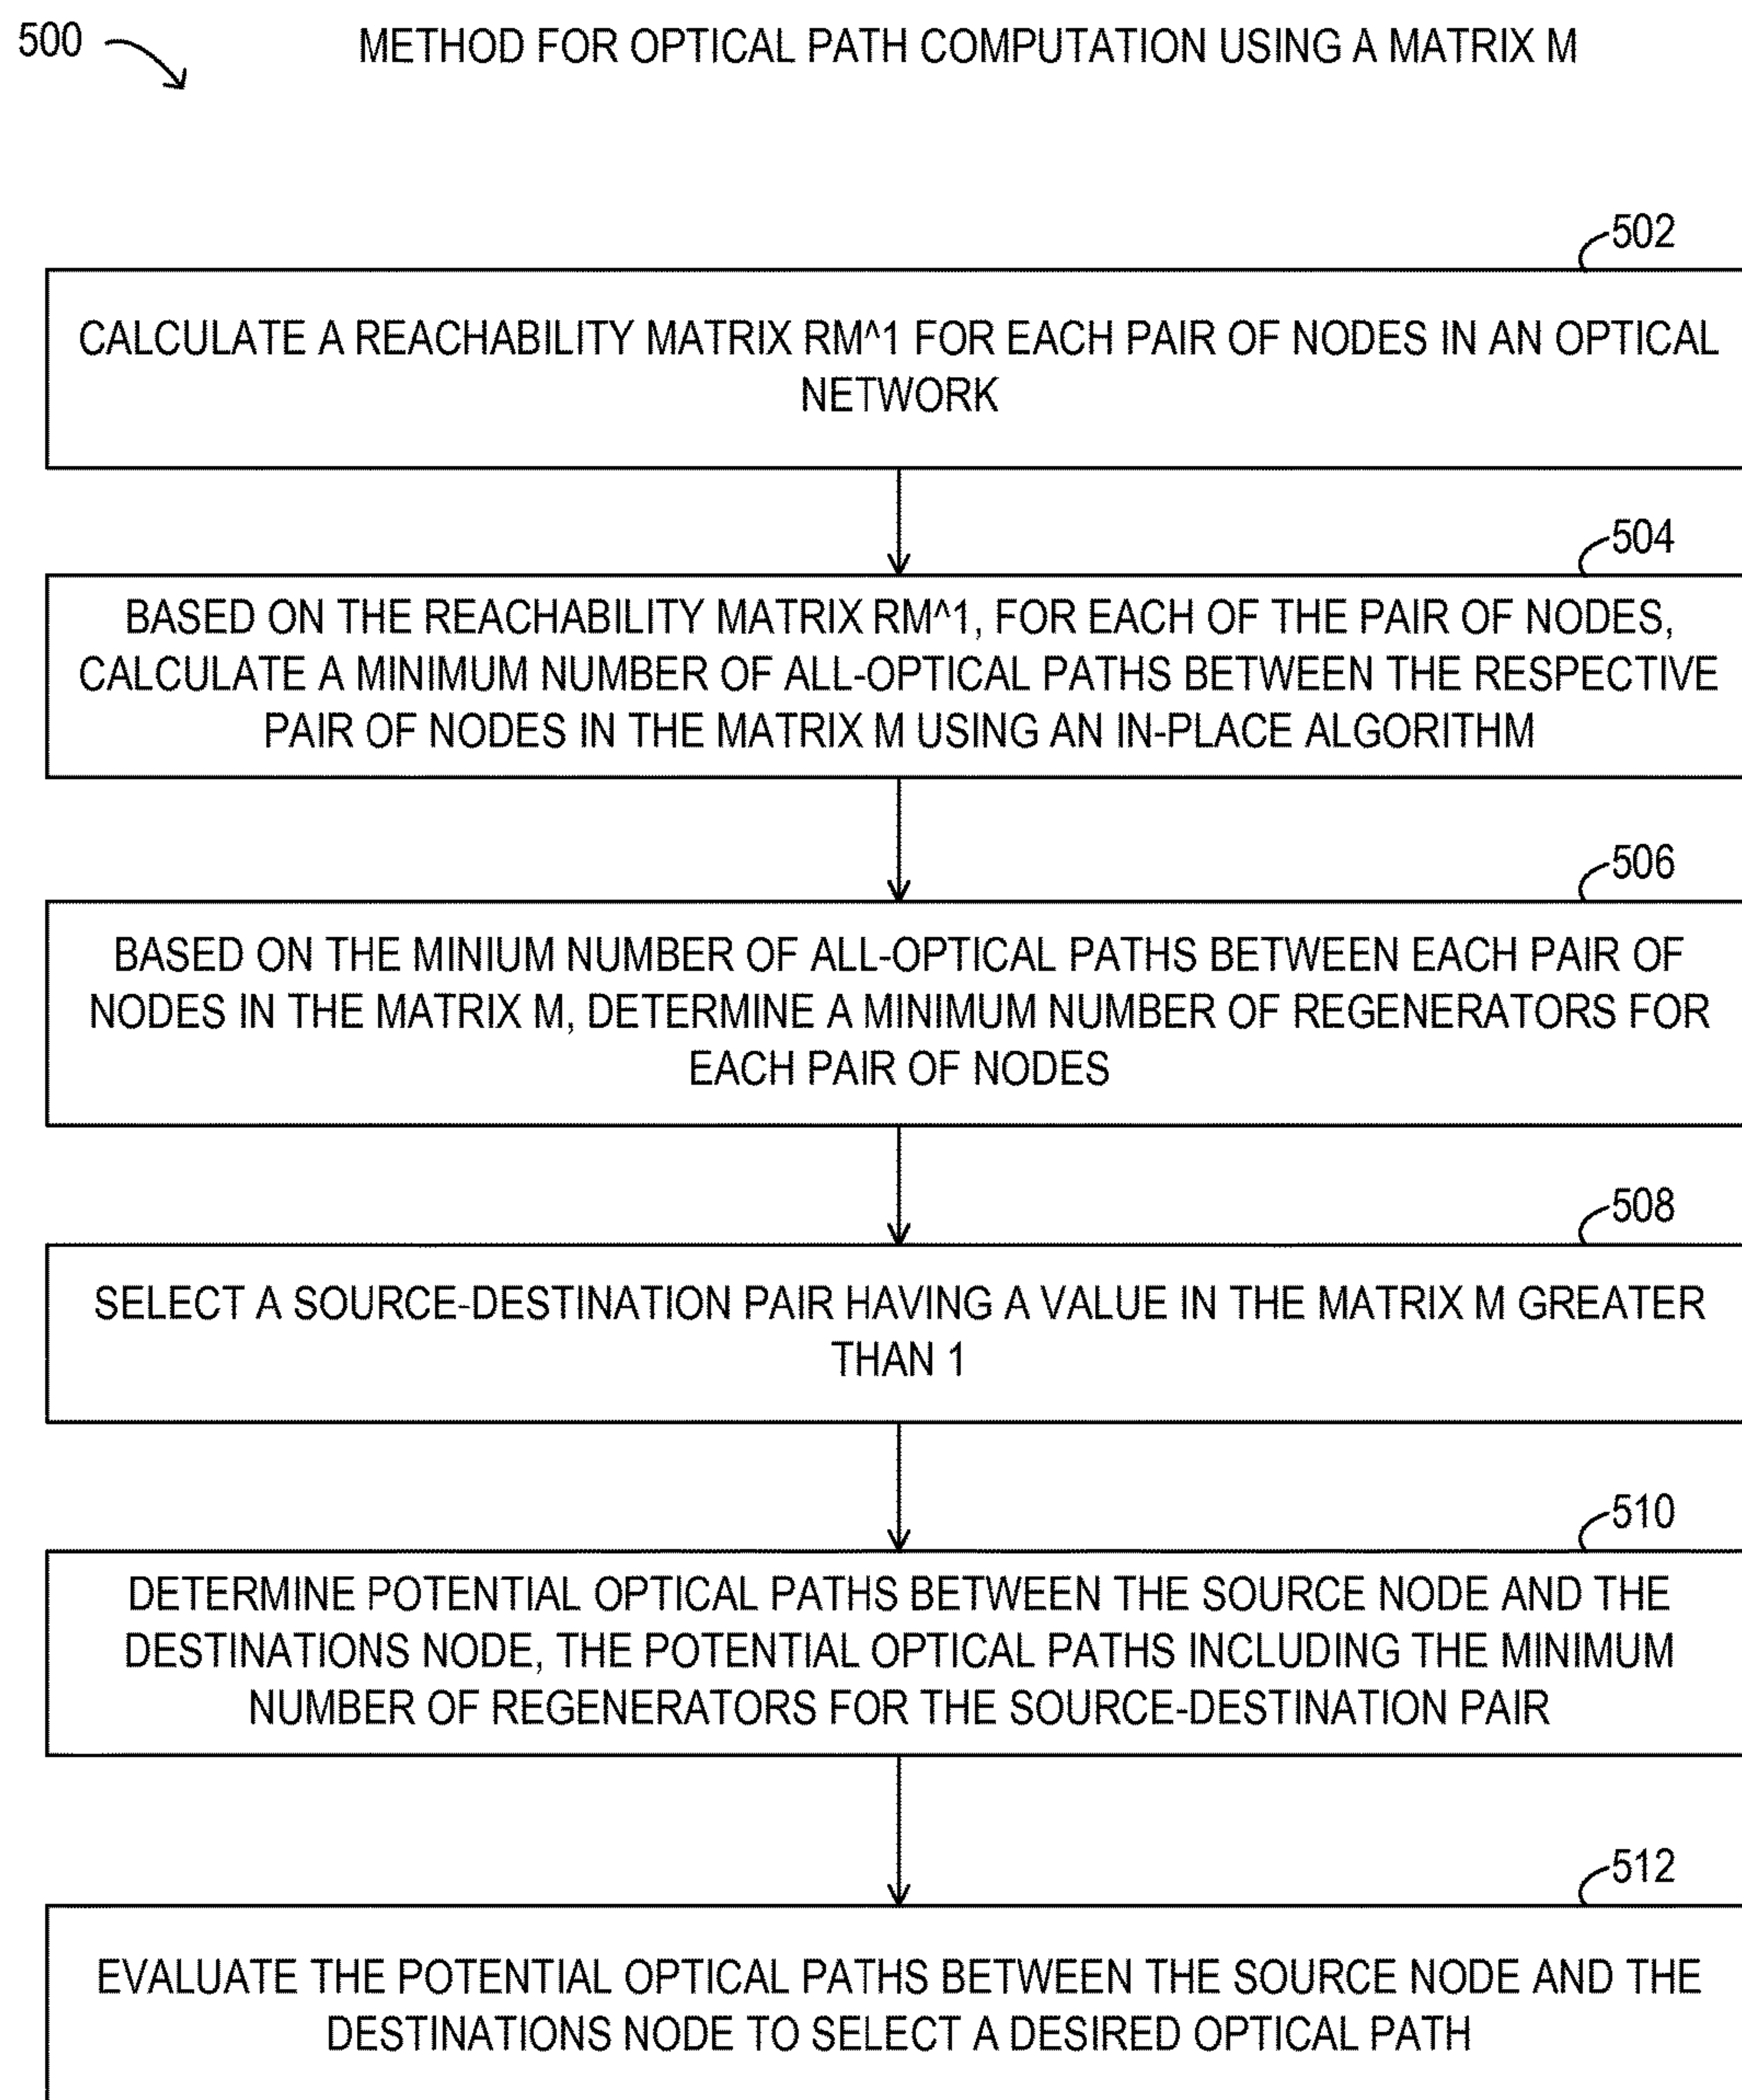 500
METHOD FOR OPTICAL PATH COMPUTATION USING A MATRIX M
502
CALCULATE A REACHABILITY MATRIX RM^1 FOR EACH PAIR OF NODES IN AN OPTICAL
NETWORK
504
BASED ON THE REACHABILITY MATRIX RM^1, FOR EACH OF THE PAIR OF NODES,
CALCULATE A MINIMUM NUMBER OF ALL-OPTICAL PATHS BETWEEN THE RESPECTIVE
PAIR OF NODES IN THE MATRIX M USING AN IN-PLACE ALGORITHM
506
BASED ON THE MINIUM NUMBER OF ALL-OPTICAL PATHS BETWEEN EACH PAIR OF
NODES IN THE MATRIX M, DETERMINE A MINIMUM NUMBER OF REGENERATORS FOR
EACH PAIR OF NODES
508
SELECT A SOURCE-DESTINATION PAIR HAVING A VALUE IN THE MATRIX M GREATER
THAN 1
510
DETERMINE POTENTIAL OPTICAL PATHS BETWEEN THE SOURCE NODE AND THE
DESTINATIONS NODE, THE POTENTIAL OPTICAL PATHS INCLUDING THE MINIMUM
NUMBER OF REGENERATORS FOR THE SOURCE-DESTINATION PAIR
512
EVALUATE THE POTENTIAL OPTICAL PATHS BETWEEN THE SOURCE NODE AND THE
DESTINATIONS NODE TO SELECT A DESIRED OPTICAL PATH